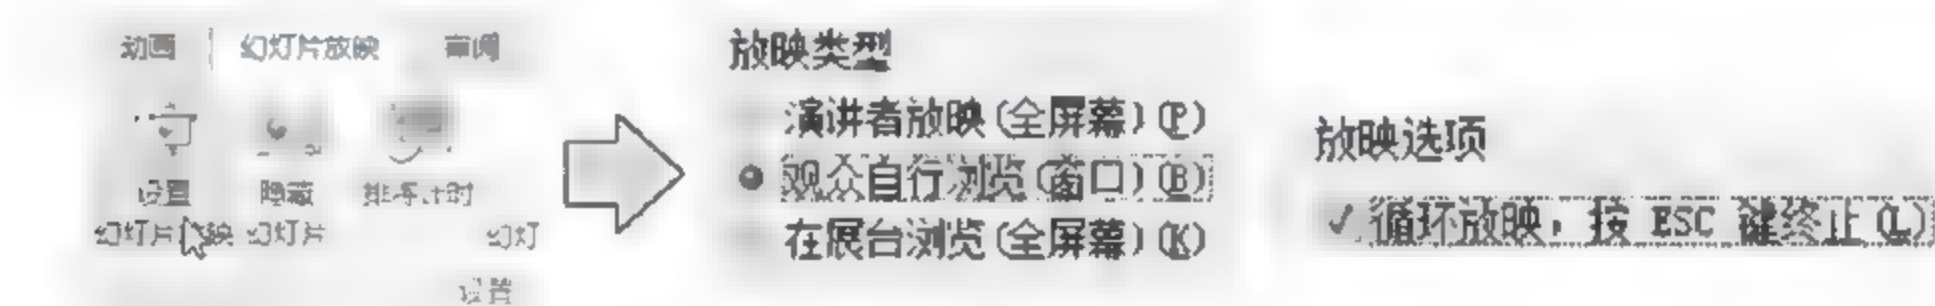 动画 幻灯片放映 审阅
设置 隐藏 排练计时
幻灯片放映 幻灯片 幻灯
设置
放映类型
演讲者放映(全屏幕)(P)
观众自行浏览(窗口)(B)
在展台浏览(全屏幕)(K)
放映选项
循环放映，按 ESC 键终止(L)